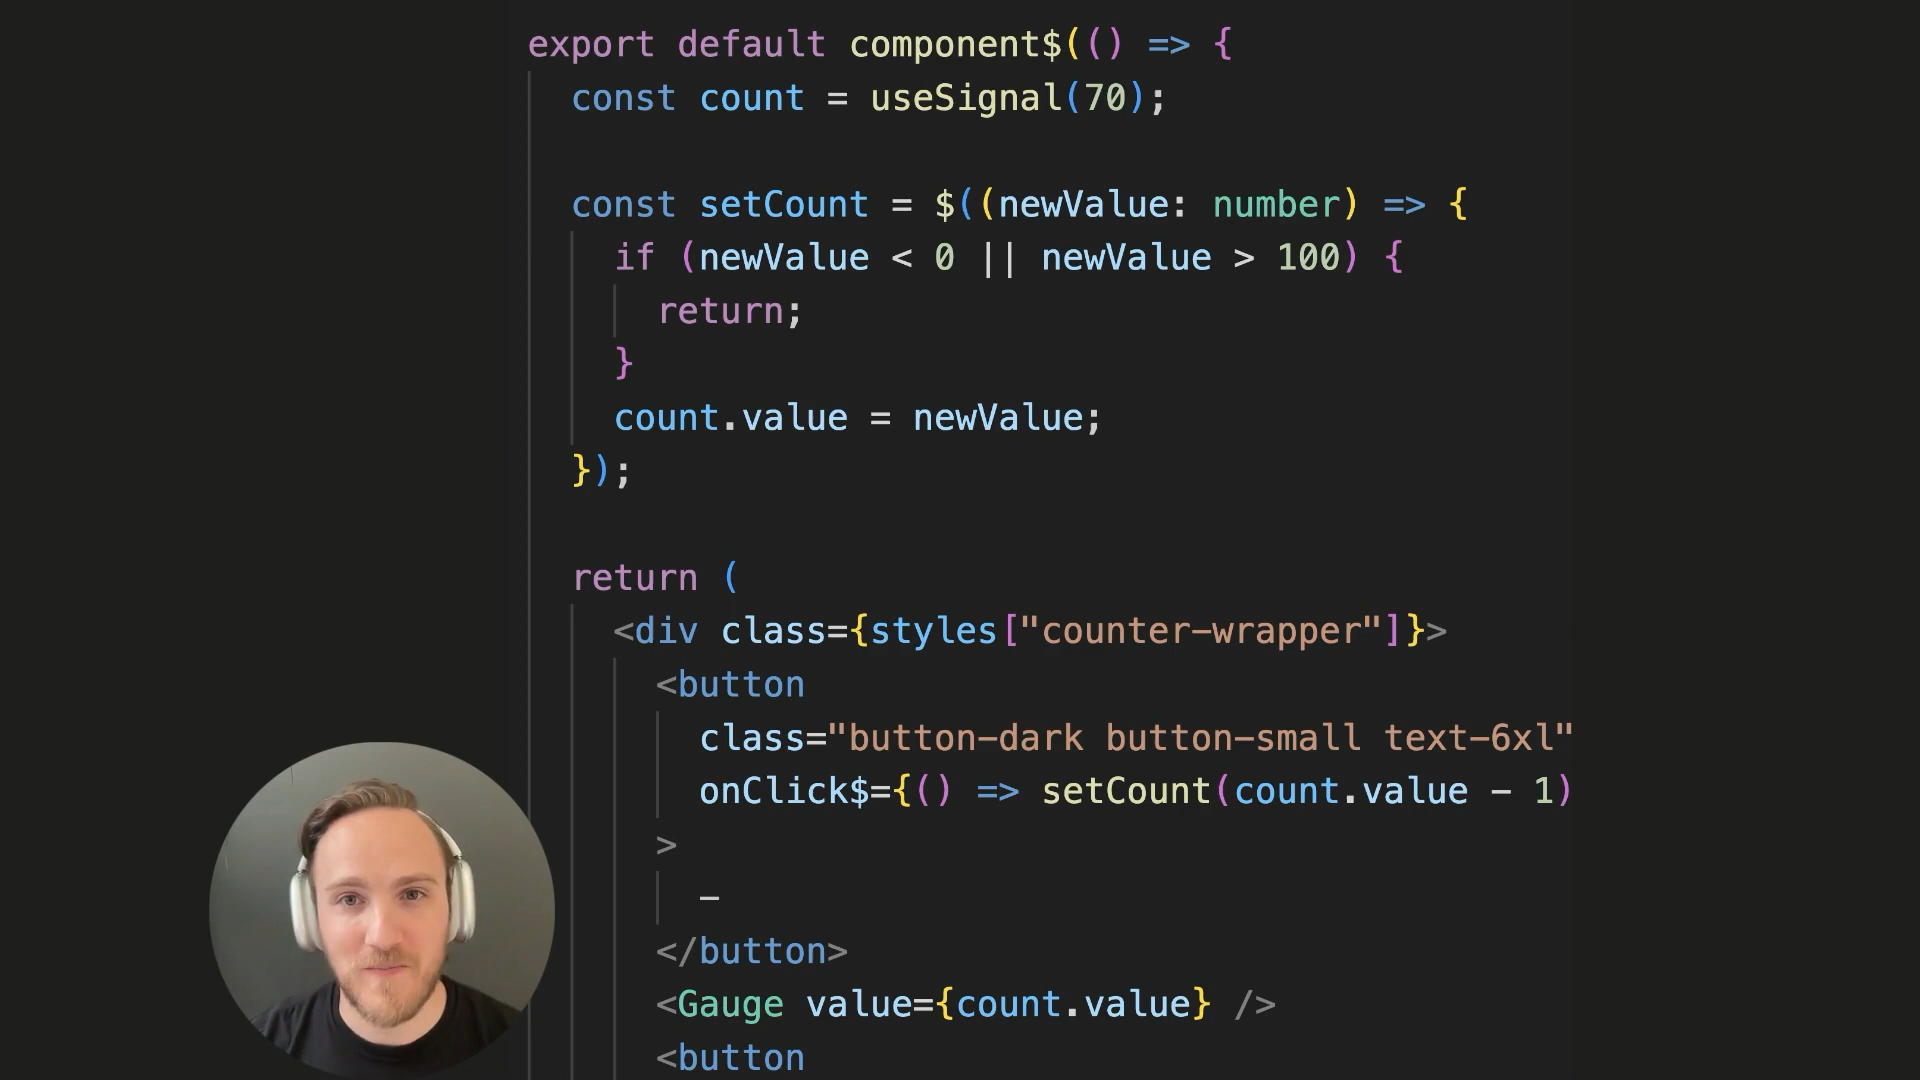 export default component$(() => {
const count = useSignal(70);
const setCount = $((newValue: number) => {
if (newValue < 0 || newValue > 100) {
return;
}
count.value = newValue;
});
return (
<div class={styles["counter-wrapper"]}>
<button
class="button-dark button-small text-6xl"
onClick$={() => setCount(count.value - 1)
>
-
</button>
<Gauge value={count.value} />
<button